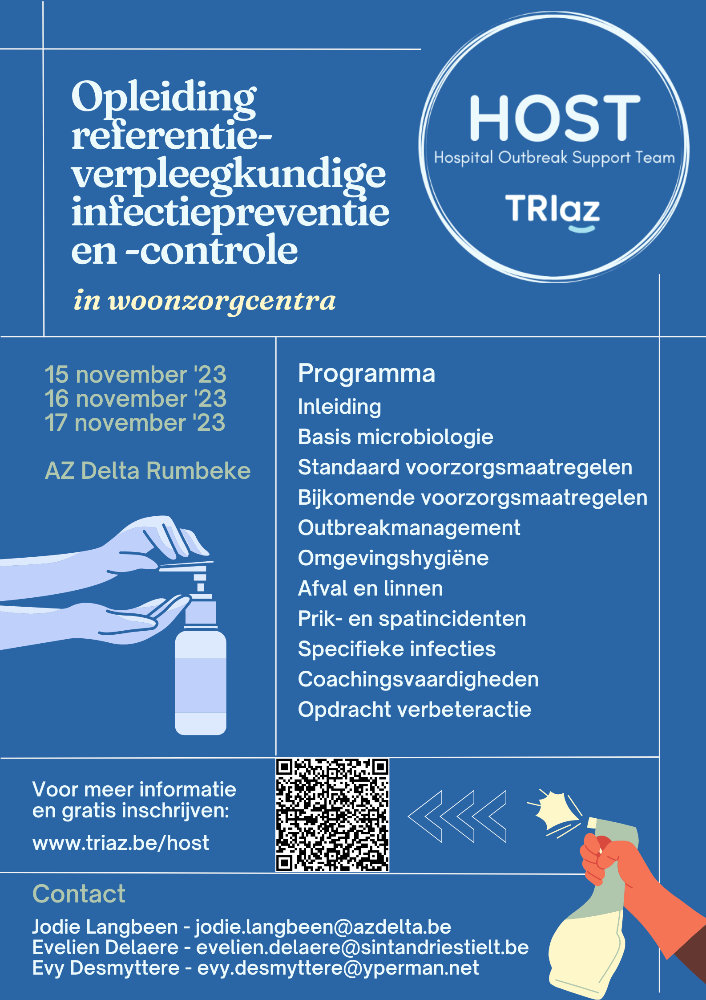 Opleiding
referentie-
verpleegkundige
infectiepreventie
en -controle
in woonzorgcentra
HOST
Hospital Outbreak Support Team
TRIaz
15 november '23
16 november '23
17 november '23
AZ Delta Rumbeke
Programma
Inleiding
Basis microbiologie
Standaard voorzorgsmaatregelen
Bijkomende voorzorgsmaatregelen
Outbreakmanagement
Omgevingshygiëne
Afval en linnen
Prik- en spatincidenten
Specifieke infecties
Coachingsvaardigheden
Opdracht verbeteractie
Voor meer informatie
en gratis inschrijven:
www.triaz.be/host
Contact
Jodie Langbeen - jodie.langbeen@azdelta.be
Evelien Delaere - evelien.delaere@sintandriestielt.be
Evy Desmyttere - evy.desmyttere@yperman.net